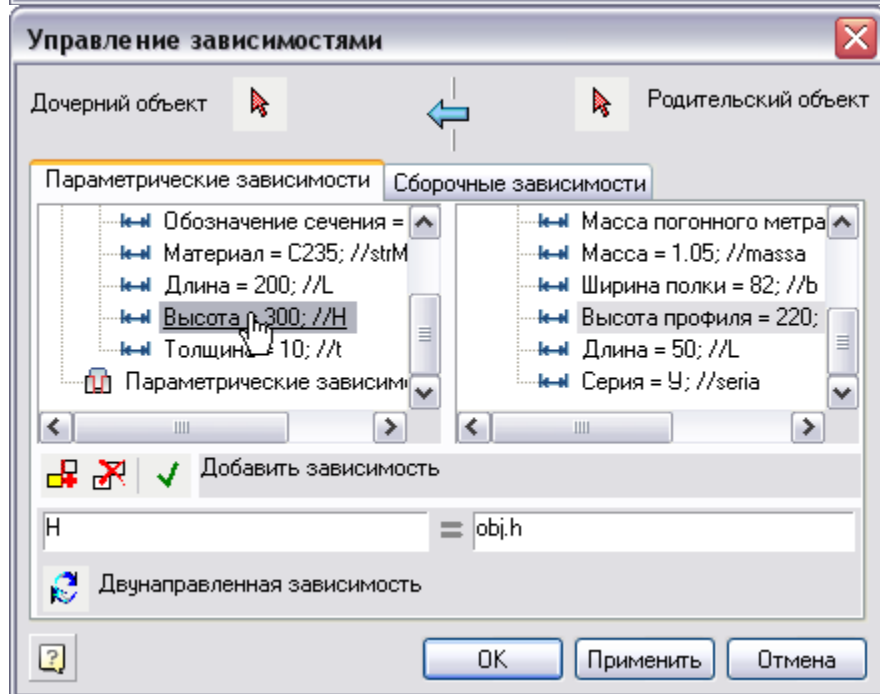 Управление зависимостями
Дочерний объект
Родительский объект
Параметрические зависимости
Сборочные зависимости
Обозначение сечения =
Материал = C235; //strM
Длина = 200; //L
Высота = 300; //H
Толщина = 10; //t
Параметрические зависим
Масса погонного метра
Масса = 1.05; //massa
Ширина полки = 82; //b
Высота профиля = 220;
Длина = 50; //L
Серия = У; //seria
Добавить зависимость
H = obj.h
Двунаправленная зависимость
?
OK
Применить
Отмена